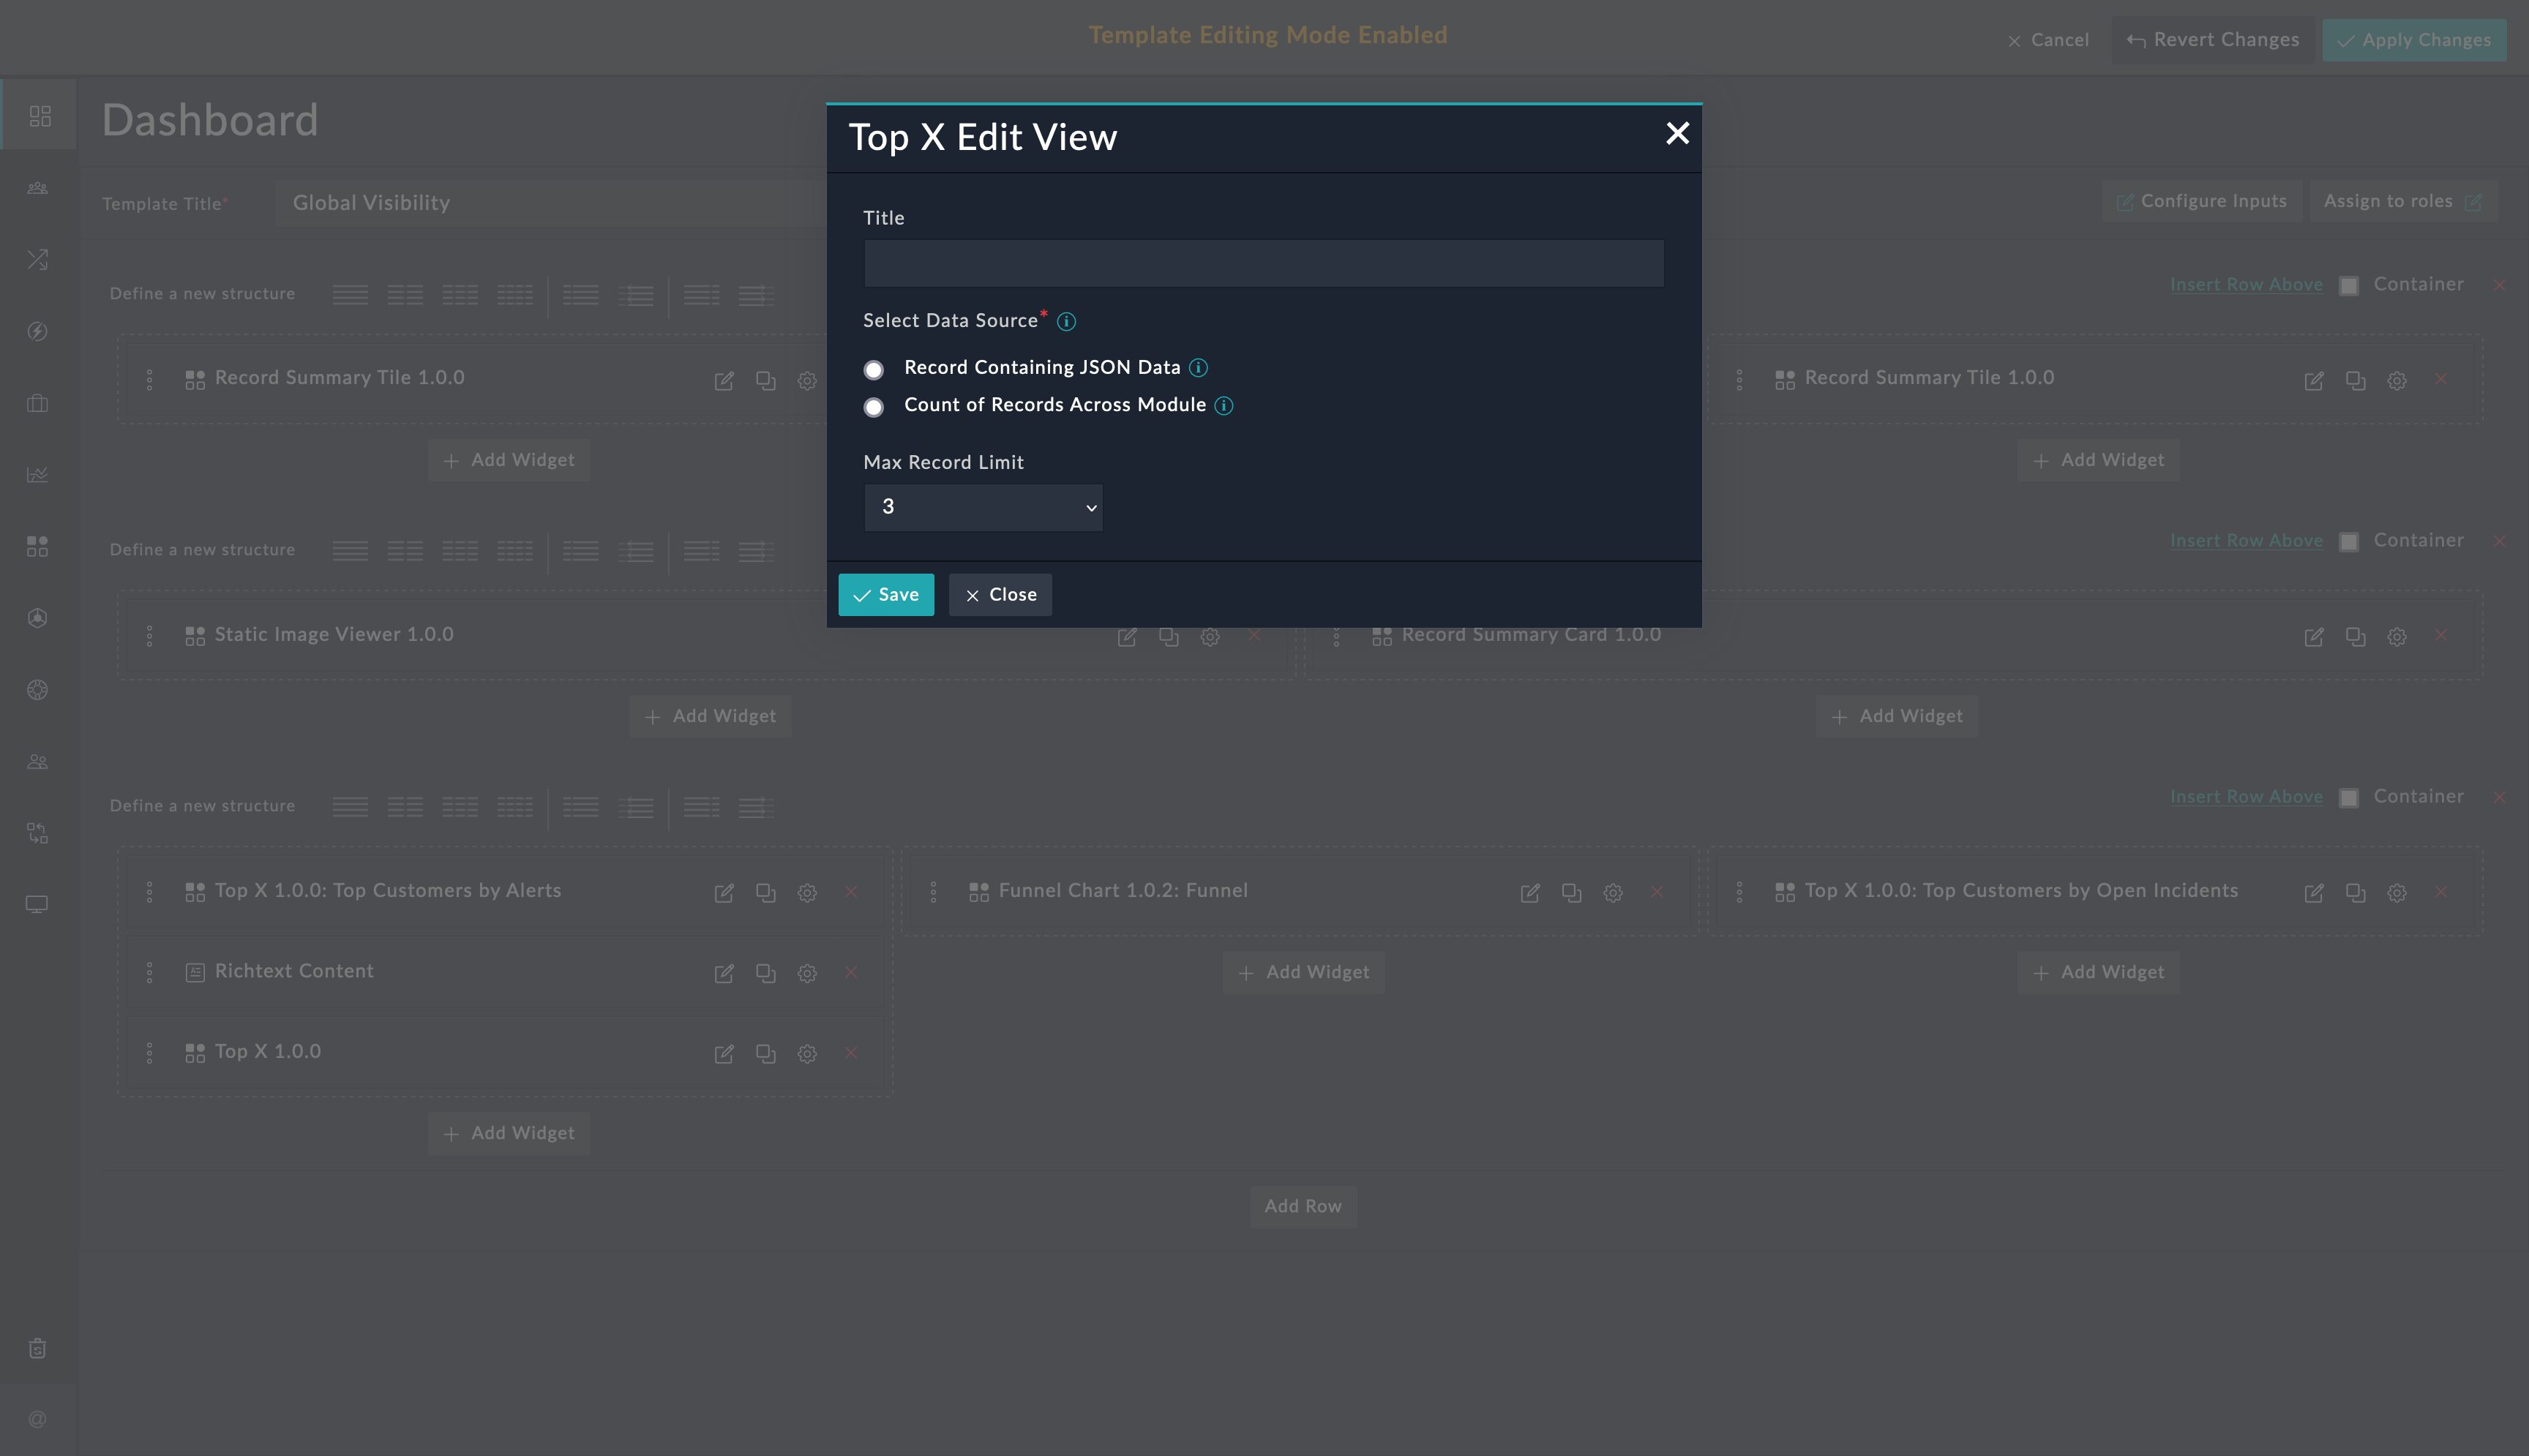 Template Editing Mode Enabled
Cancel
Revert Changes
Apply Changes
Dashboard
Template Title*
Global Visibility
Configure Inputs
Assign to roles
Top X Edit View
Title
Select Data Source*
Record Containing JSON Data
Count of Records Across Module
Max Record Limit
3
Save
Close
Define a new structure
Insert Row Above
Container
Record Summary Tile 1.0.0
Record Summary Tile 1.0.0
Add Widget
Add Widget
Define a new structure
Insert Row Above
Container
Static Image Viewer 1.0.0
Record Summary Card 1.0.0
Add Widget
Add Widget
Define a new structure
Insert Row Above
Container
Top X 1.0.0: Top Customers by Alerts
Funnel Chart 1.0.2: Funnel
Top X 1.0.0: Top Customers by Open Incidents
Richtext Content
Add Widget
Add Widget
Top X 1.0.0
Add Widget
Add Row
@